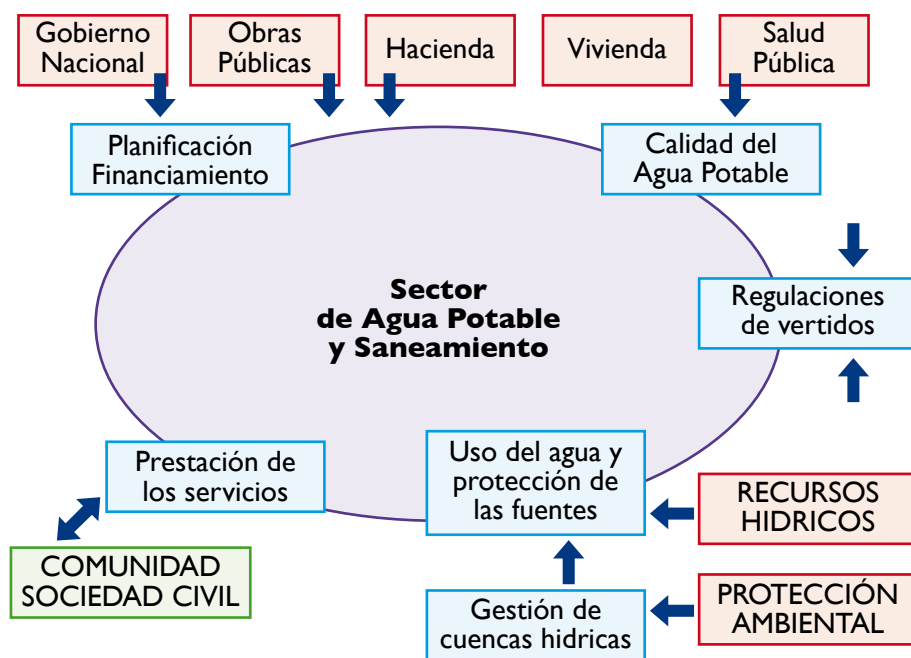 Gobierno
Nacional
Obras
Públicas
Hacienda
Vivienda
Salud
Pública
Planificación
Financiamiento
Calidad del
Agua Potable
Sector
de Agua Potable
y Saneamiento
Regulaciones
de vertidos
Prestación de
los servicios
Uso del agua y
protección de
las fuentes
RECURSOS
HIDRICOS
COMUNIDAD
SOCIEDAD CIVIL
Gestión de
cuencas hidricas
PROTECCIÓN
AMBIENTAL